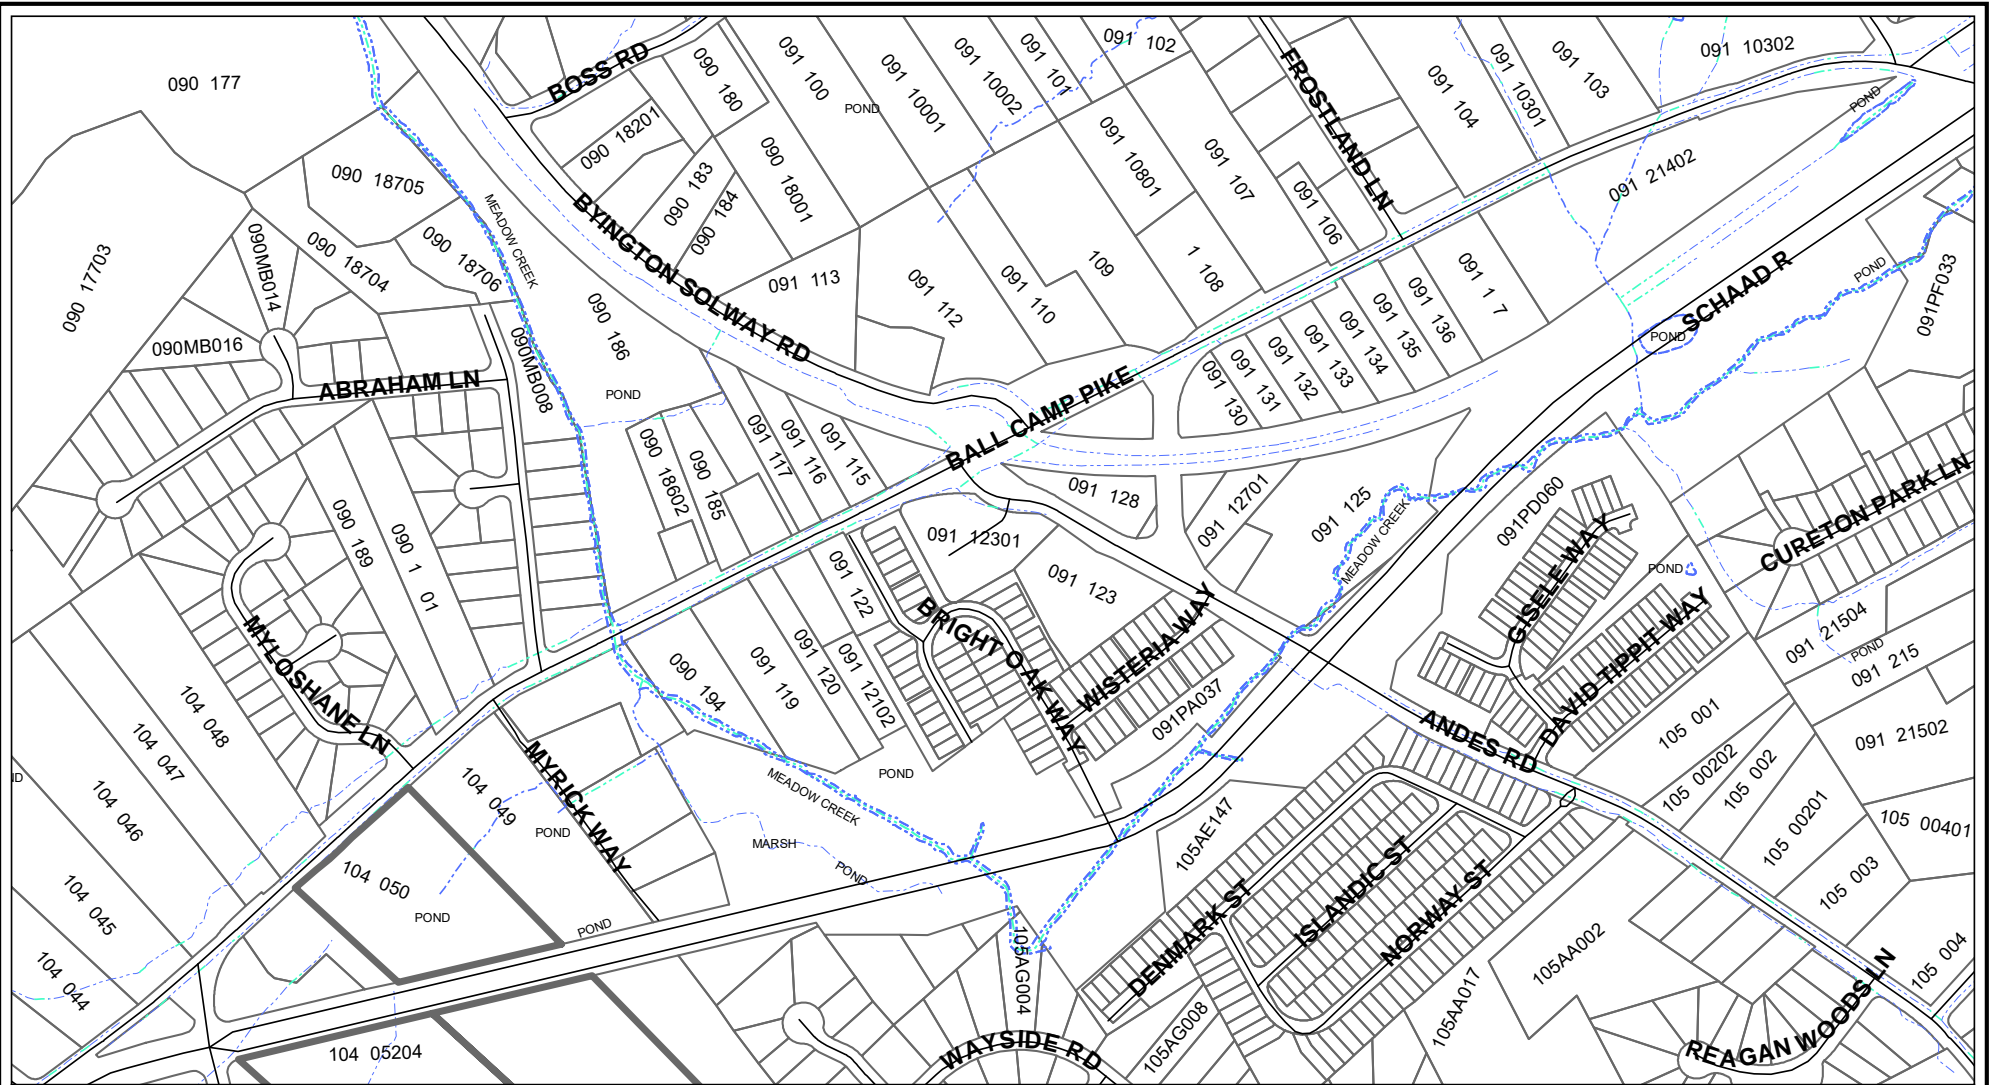 090 177
BOSS RD
090 180
091 100
POND
091 10001
091 10002
091 101
091 102
FROSTLAND LN
091 104
091 10301
091 103
091 10302
POND
090 18201
090 183
090 184
090 18001
091 10801
091 107
091 106
091 21402
090 18705
MEADOW CREEK
BYINGTON SOLWAY RD
090 17703
090MB014
090 18704
090 18706
090 186
091 113
091 112
091 110
109
1 108
091 1 7
SCHAAD R
POND
091PF033
090MB016
ABRAHAM LN
090MB008
POND
POND
091 136
091 135
091 134
091 133
091 132
091 131
091 130
BALL CAMP PIKE
090 18602
090 185
091 117
091 116
091 115
091 128
091 12701
091 125
MEADOW CREEK
091PD060
GISELE WAY
POND
CURETON PARK LN
090 189
090 1 01
091 12301
091 123
091 122
BRIGHT OAK WAY
WISTERIA WAY
MYLOSHANE LN
090 194
091 119
091 120
091 12102
091PA037
DAVID TIPPIT WAY
091 21504
POND
091 215
091 21502
104 048
104 047
104 046
104 045
104 044
ND
104 049
MYRICK WAY
POND
POND
MEADOW CREEK
MARSH
POND
ANDES RD
105 001
105 00202
105 002
105 00201
105 00401
105 003
105 004
104 050
POND
POND
105AE147
DENMARK ST
ISLANDIC ST
NORWAY ST
105AA002
105AA017
105AG004
105AG008
WAYSIDE RD
REAGAN WOODS LN
104 05204